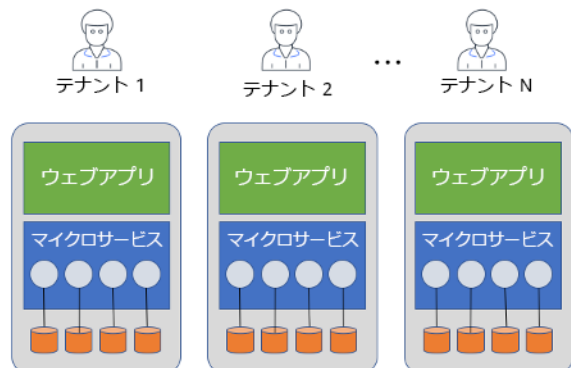 テナント 1
テナント 2
...
テナント N
ウェブアプリ
ウェブアプリ
ウェブアプリ
マイクロサービス
マイクロサービス
マイクロサービス